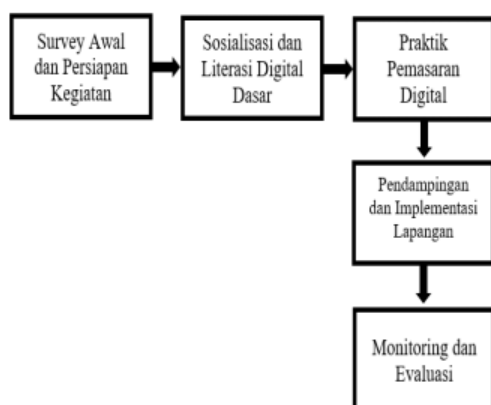 Survey Awal
dan Persiapan
Kegiatan
Sosialisasi dan
Literasi Digital
Dasar
Praktik
Pemasaran
Digital
Pendampingan
dan Implementasi
Lapangan
Monitoring dan
Evaluasi